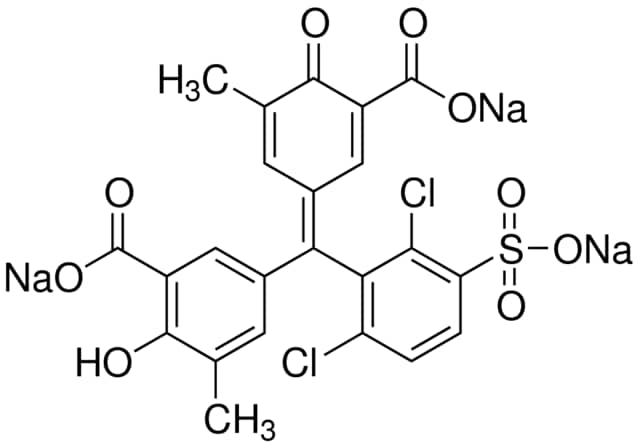 O O
H₃C
ONa
O Cl O
NaO S ONa
O
HO Cl
CH₃